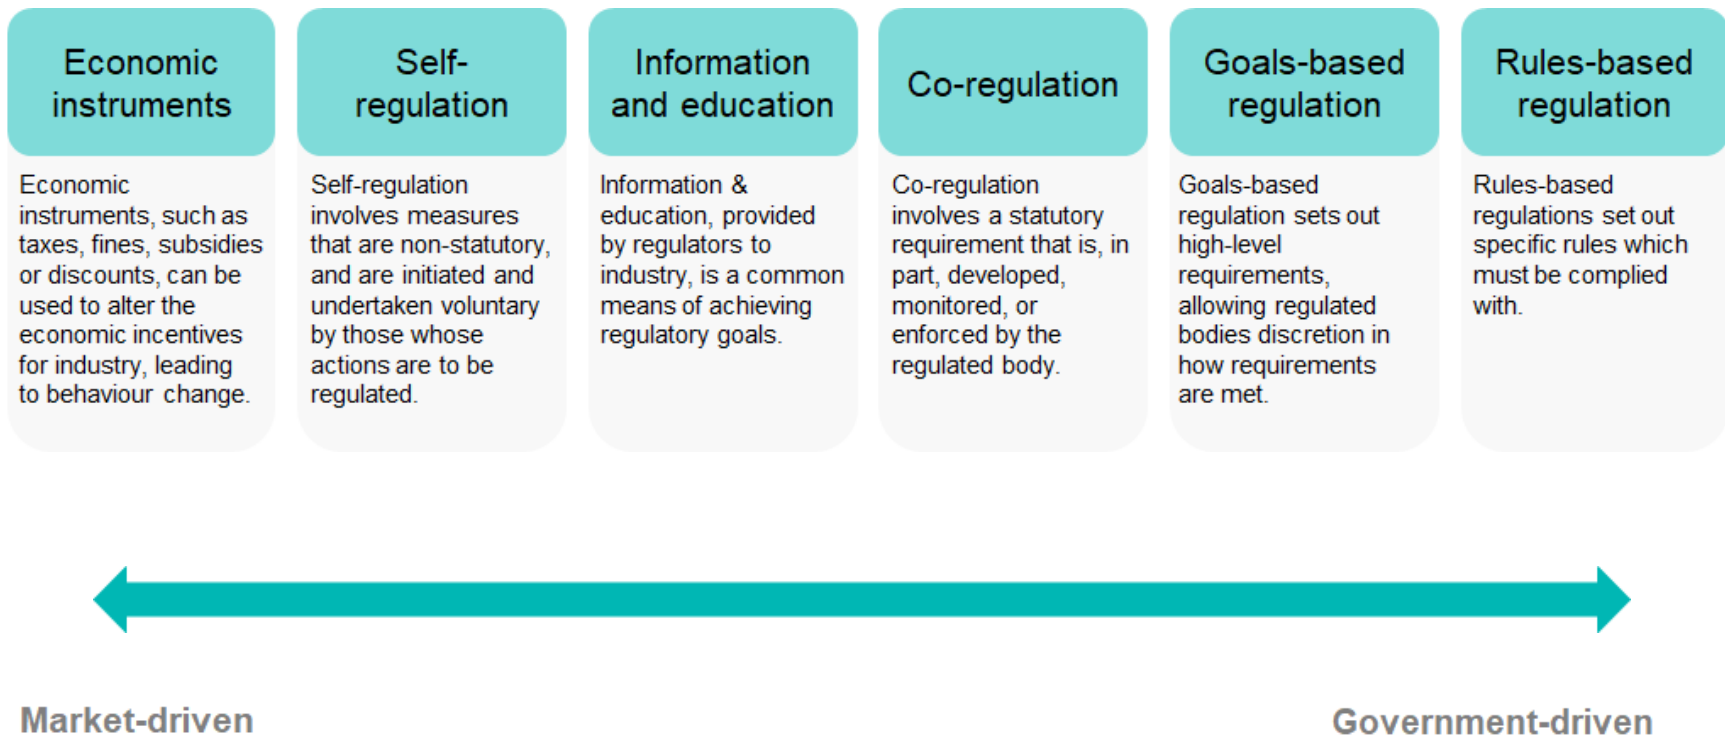 Economic
instruments
Economic
instruments, such as
taxes, fines, subsidies
or discounts, can be
used to alter the
economic incentives
for industry, leading
to behaviour change.
Self-
regulation
Self-regulation
involves measures
that are non-statutory,
and are initiated and
undertaken voluntary
by those whose
actions are to be
regulated.
Information
and education
Information &
education, provided
by regulators to
industry, is a common
means of achieving
regulatory goals.
Co-regulation
Co-regulation
involves a statutory
requirement that is, in
part, developed,
monitored, or
enforced by the
regulated body.
Goals-based
regulation
Goals-based
regulation sets out
high-level
requirements,
allowing regulated
bodies discretion in
how requirements
are met.
Rules-based
regulation
Rules-based
regulations set out
specific rules which
must be complied
with.
Market-driven
Government-driven